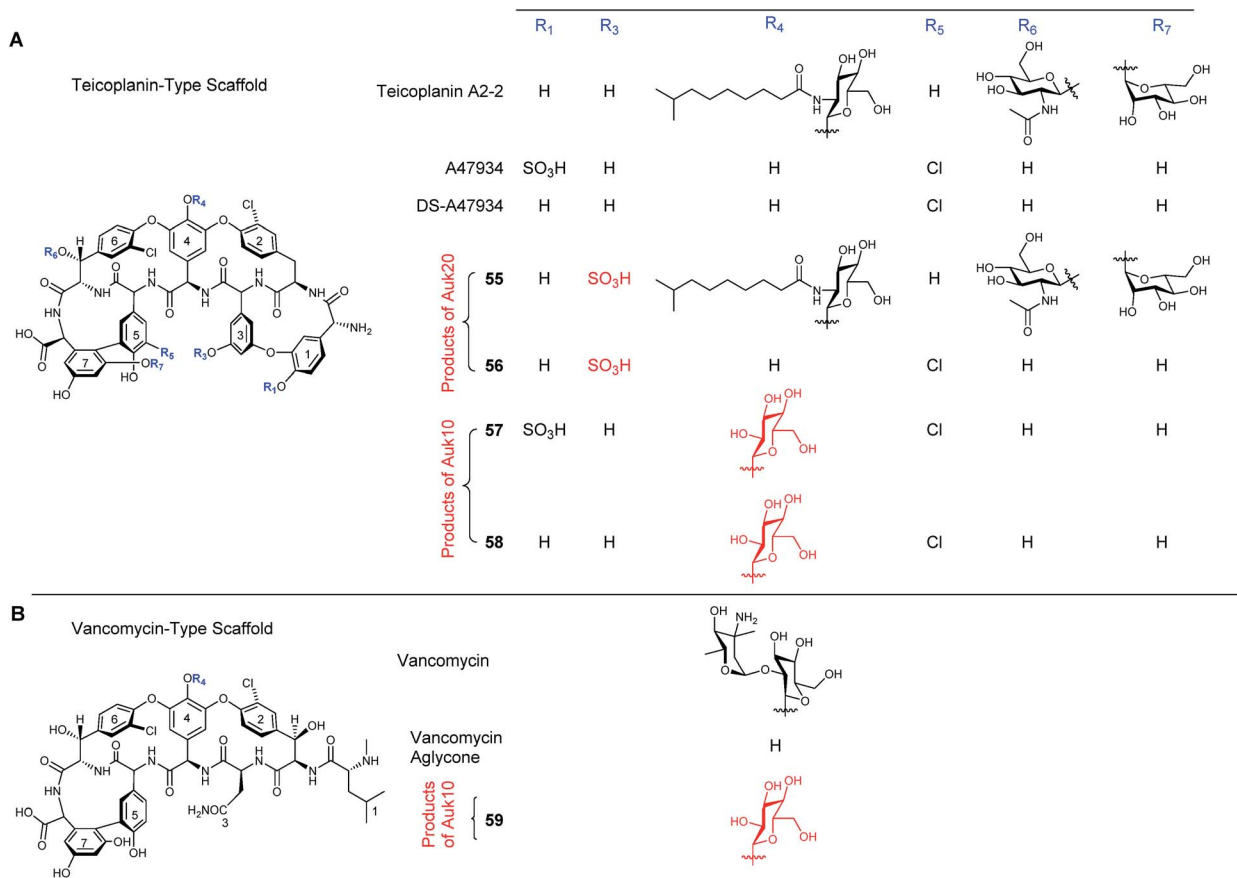 R1 R3 R4 R5 R6 R7
A
Teicoplanin-Type Scaffold
Teicoplanin A2-2 H H H
A47934 SO3H H H Cl H H
DS-A47934 H H H Cl H H
Products of Auk20
55 H SO3H H
56 H SO3H H Cl H H
Products of Auk10
57 SO3H H Cl H H
58 H H Cl H H
B
Vancomycin-Type Scaffold
Vancomycin
Vancomycin
Aglycone
H
Products
of Auk10
59